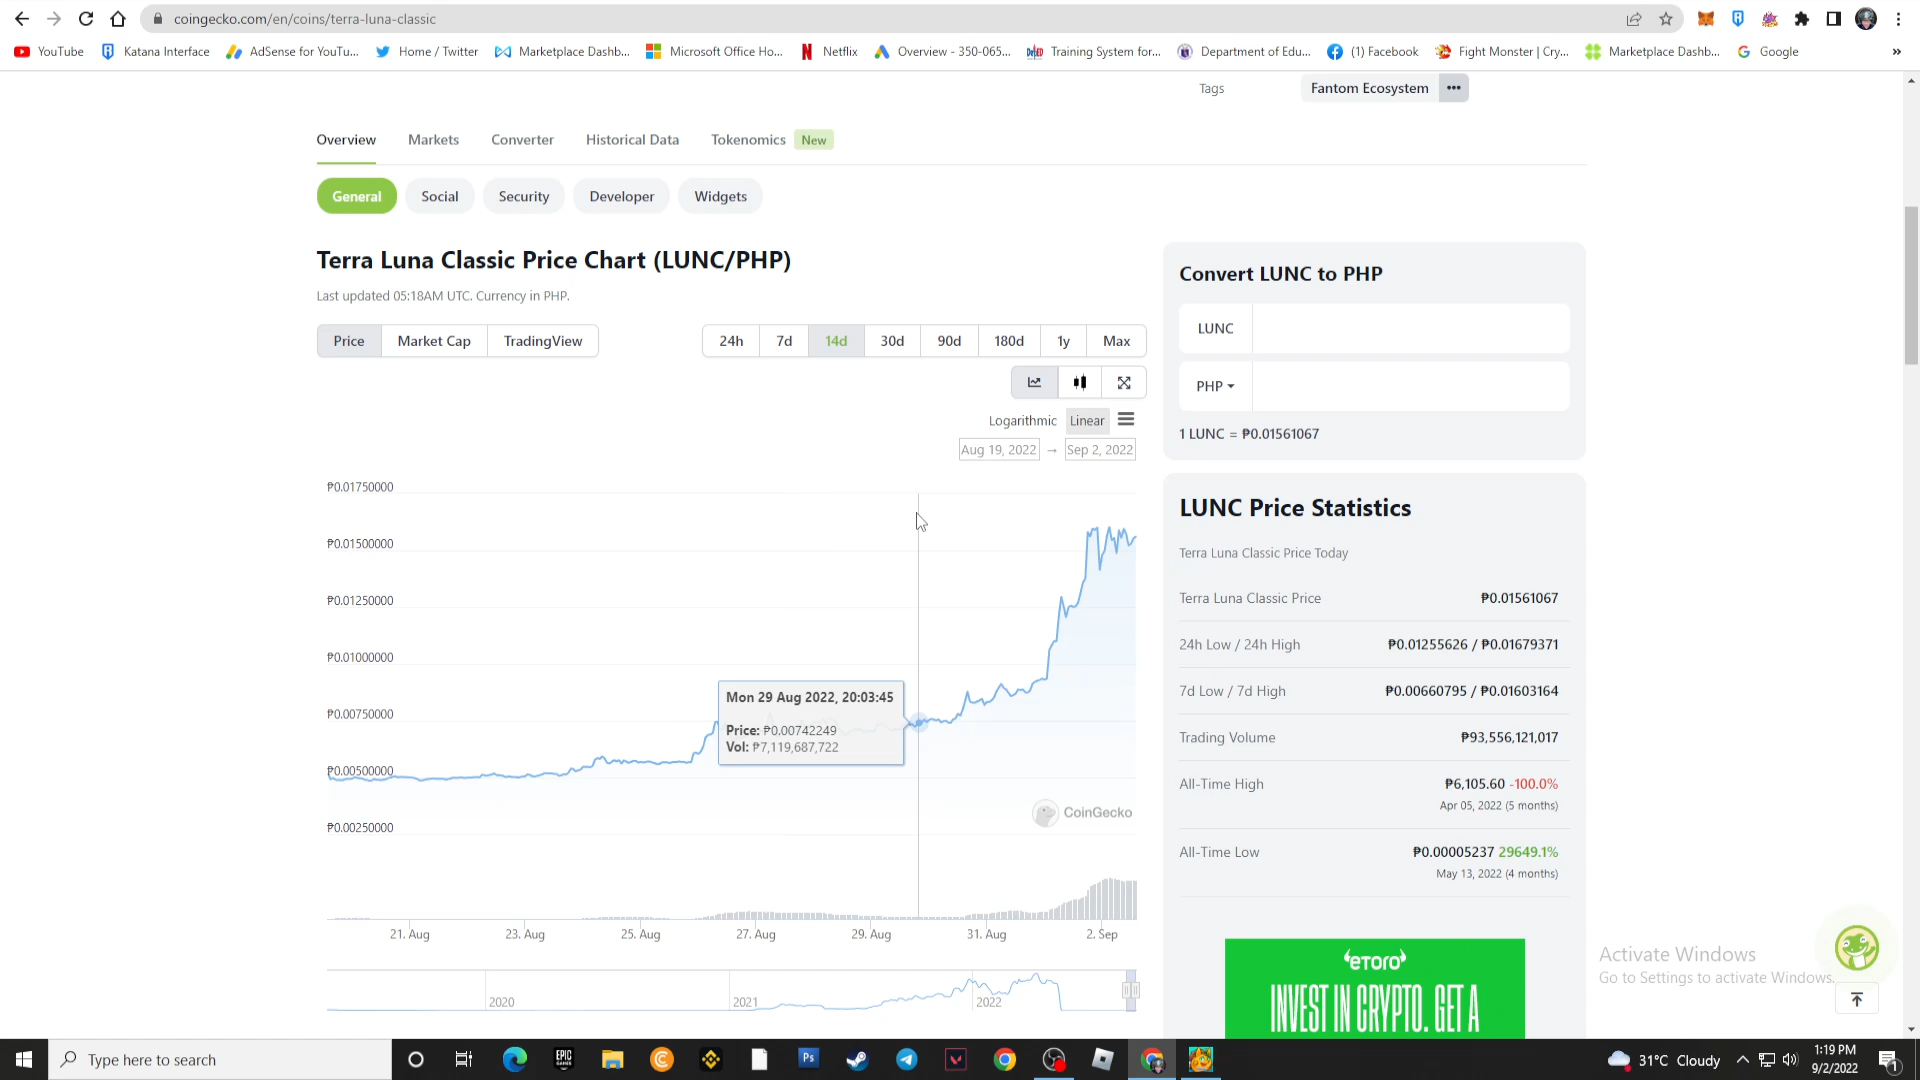 coingecko.com/en/coins/terra-luna-classic
YouTube
Katana Interface
AdSense for YouTu...
Home / Twitter
Marketplace Dashb...
Microsoft Office Ho...
Netflix
Overview - 350-065...
Training System for...
Department of Edu...
(1) Facebook
Fight Monster | Cry...
Marketplace Dashb...
Google
»
Tags
Fantom Ecosystem
•••
Overview
Markets
Converter
Historical Data
Tokenomics
New
General
Social
Security
Developer
Widgets
Terra Luna Classic Price Chart (LUNC/PHP)
Last updated 05:18AM UTC. Currency in PHP.
Price
Market Cap
TradingView
24h
7d
14d
30d
90d
180d
1y
Max
Logarithmic
Linear
Aug 19, 2022 → Sep 2, 2022
₱0.01750000
₱0.01500000
₱0.01250000
₱0.01000000
₱0.00750000
₱0.00500000
₱0.00250000
Mon 29 Aug 2022, 20:03:45
Price: ₱0.00742249
Vol: ₱7,119,687,722
CoinGecko
21. Aug
23. Aug
25. Aug
27. Aug
29. Aug
31. Aug
2. Sep
2020
2021
2022
Convert LUNC to PHP
LUNC
PHP
1 LUNC = ₱0.01561067
LUNC Price Statistics
Terra Luna Classic Price Today
Terra Luna Classic Price ₱0.01561067
24h Low / 24h High ₱0.01255626 / ₱0.01679371
7d Low / 7d High ₱0.00660795 / ₱0.01603164
Trading Volume ₱93,556,121,017
All-Time High ₱6,105.60 -100.0%
Apr 05, 2022 (5 months)
All-Time Low ₱0.00005237 29649.1%
May 13, 2022 (4 months)
eToro
INVEST IN CRYPTO. GET A
Activate Windows
Go to Settings to activate Windows.
Type here to search
EPIC GAMES
Ps
31°C Cloudy
1:19 PM
9/2/2022
1